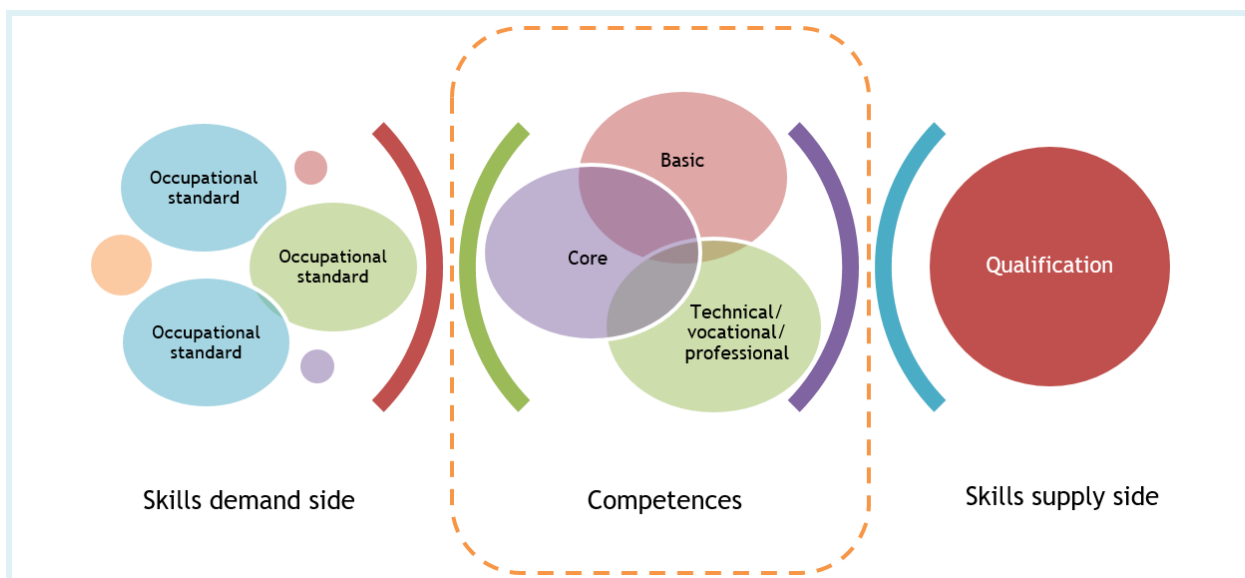 Occupational
standard
Occupational
standard
Occupational
standard
Basic
Core
Technical/
vocational/
professional
Qualification
Skills demand side
Competences
Skills supply side